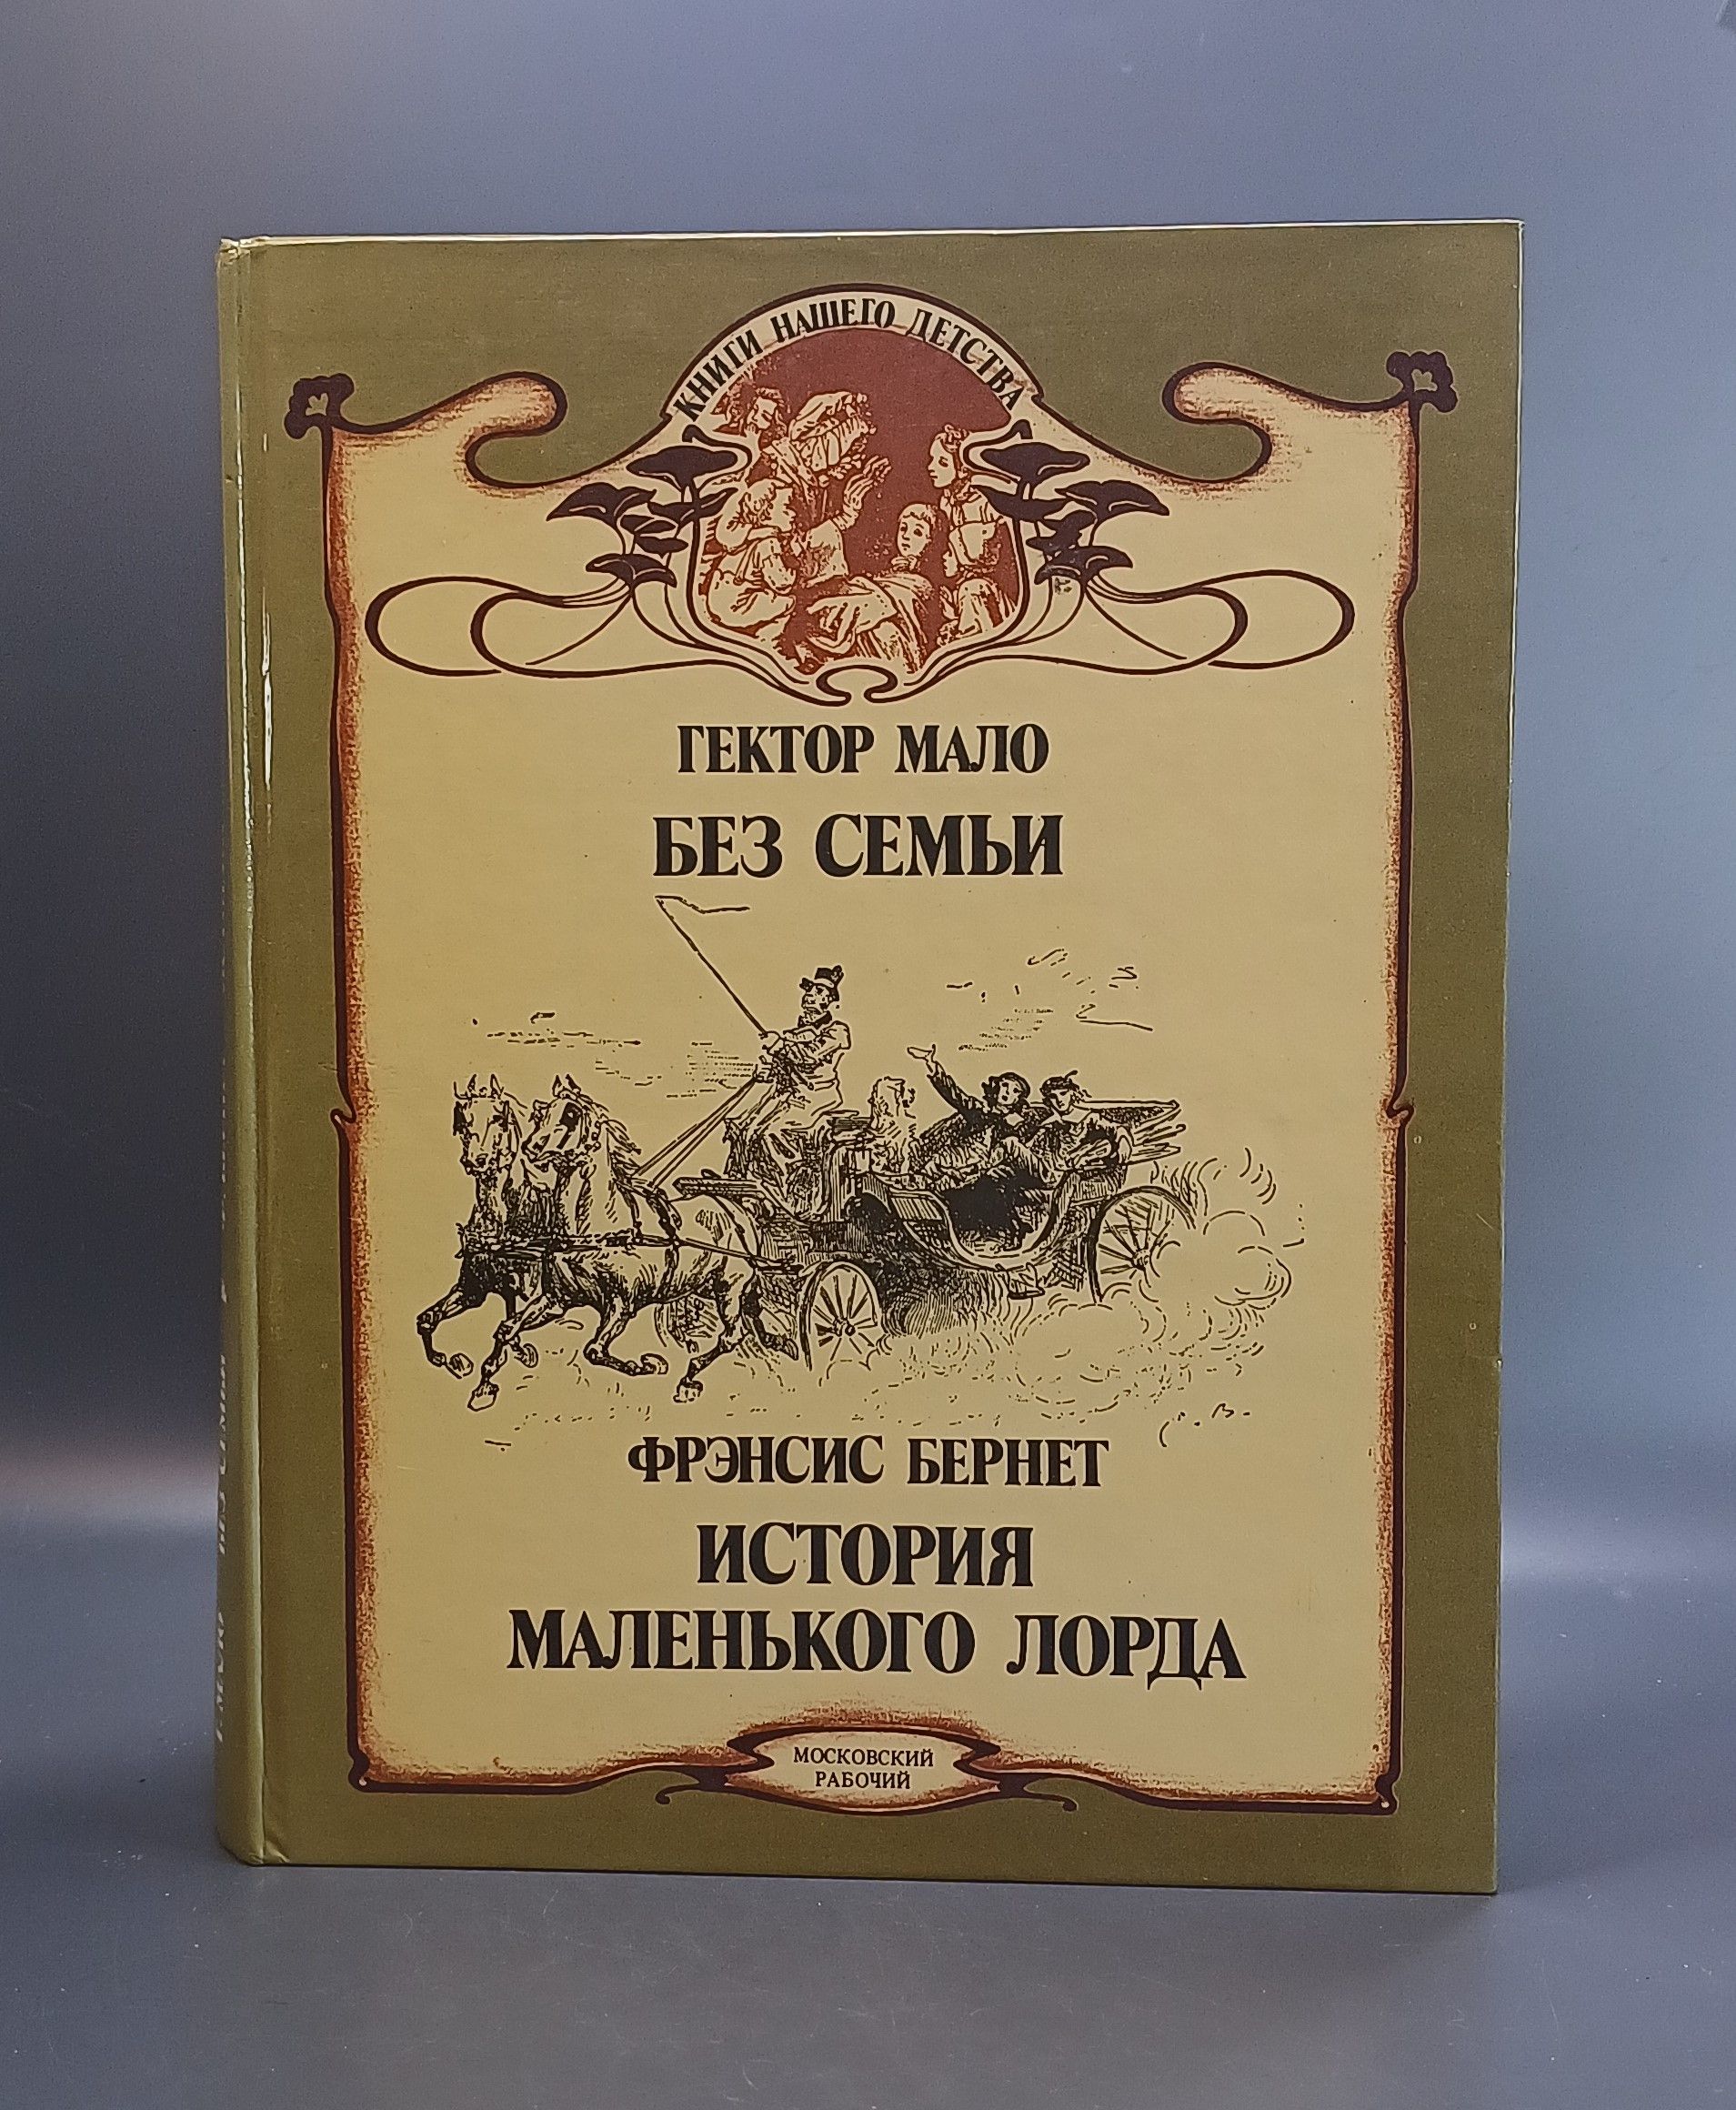 КНИГИ НАШЕГО ДЕТСТВА
ГЕКТОР МАЛО
БЕЗ СЕМЬИ
ФРЭНСИС БЕРНЕТ
ИСТОРИЯ
МАЛЕНЬКОГО ЛОРДА
МОСКОВСКИЙ
РАБОЧИЙ